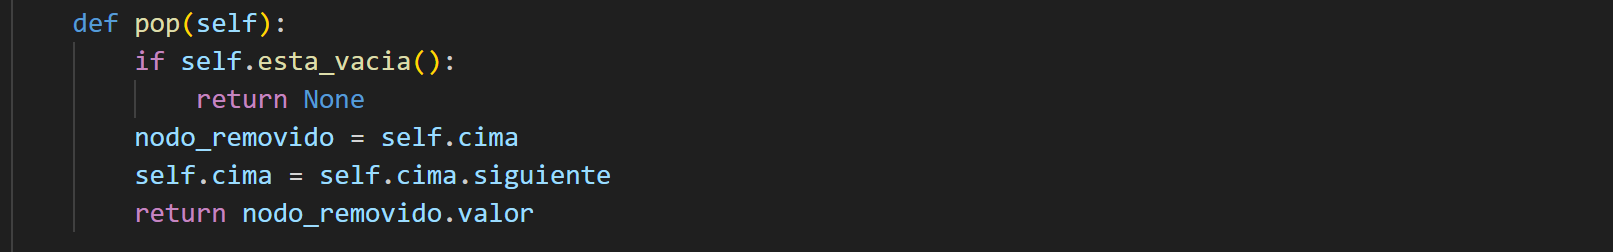 def pop(self):
if self.esta_vacia():
return None
nodo_removido = self.cima
self.cima = self.cima.siguiente
return nodo_removido.valor